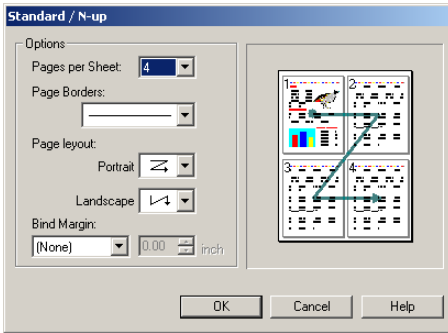 Standard / N-up
Options
Pages per Sheet: 4
Page Borders:
Page leyout:
Portrait
Landscape
Bind Margin:
(None) 0.00 inch
1 2
3 4
OK Cancel Help